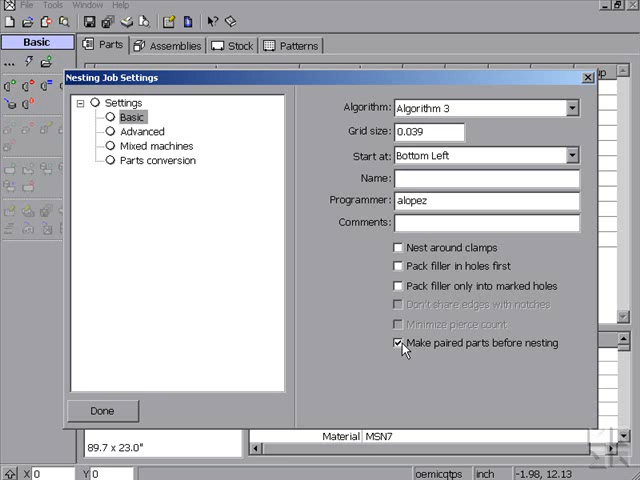 File Tools Window Help
Basic
Parts Assemblies Stock Patterns
Nesting Job Settings
Settings
Basic
Advanced
Mixed machines
Parts conversion
Algorithm: Algorithm 3
Grid size: 0.039
Start at: Bottom Left
Name:
Programmer: alopez
Comments:
Nest around clamps
Pack filler in holes first
Pack filler only into marked holes
Don't share edges with notches
Minimize pierce count
Make paired parts before nesting
Done
89.7 x 23.0"
Material MSN7
X 0 Y 0 oemicqtps inch -1.98, 12.13